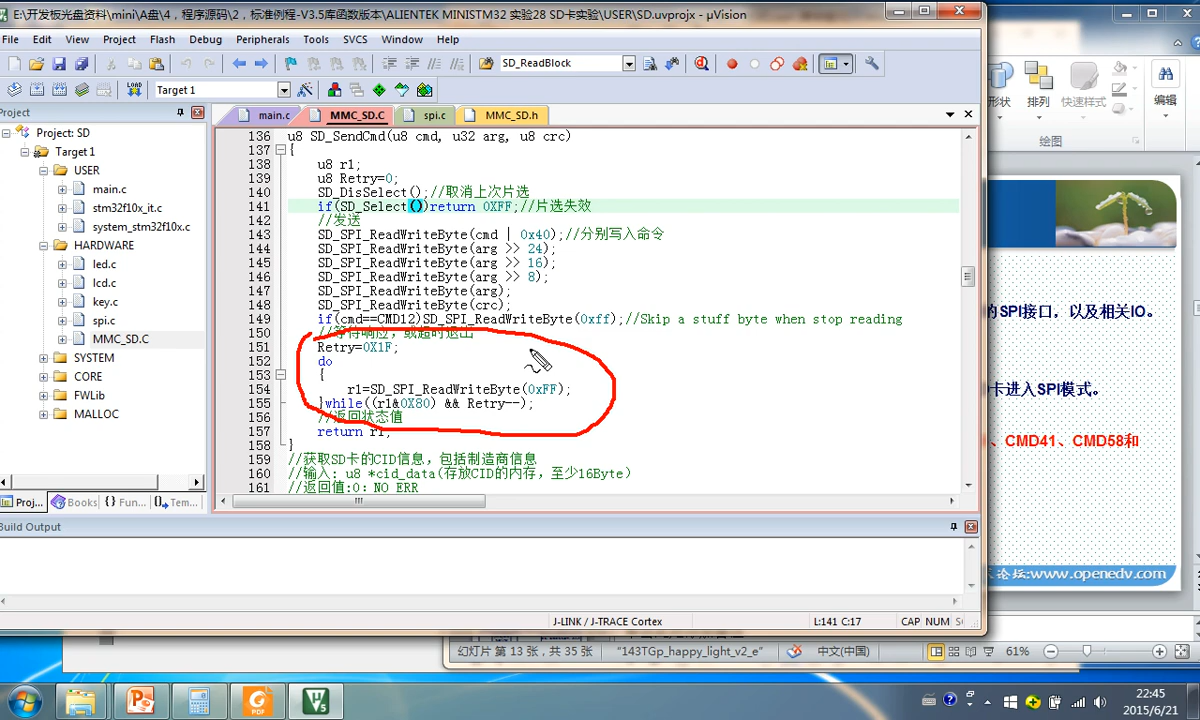 E:\开发板光盘资料\mini\A盘\4，程序源码\2，标准例程-V3.5库函数版本\ALIENTEK MINISTM32 实验28 SD卡实验\USER\SD.uvprojx - µVision
File Edit View Project Flash Debug Peripherals Tools SVCS Window Help
SD_ReadBlock
LOAD Target 1
Project
main.c MMC_SD.C spi.c MMC_SD.h
Project: SD
Target 1
USER
main.c
stm32f10x_it.c
system_stm32f10x.c
HARDWARE
led.c
lcd.c
key.c
spi.c
MMC_SD.C
SYSTEM
CORE
FWLib
MALLOC
Proj... Books {} Fun... Tem...
136 u8 SD_SendCmd(u8 cmd, u32 arg, u8 crc)
137 {
138 u8 r1;
139 u8 Retry=0;
140 SD_DisSelect();//取消上次片选
141 if(SD_Select())return 0XFF;//片选失效
142 //发送
143 SD_SPI_ReadWriteByte(cmd | 0x40);//分别写入命令
144 SD_SPI_ReadWriteByte(arg >> 24);
145 SD_SPI_ReadWriteByte(arg >> 16);
146 SD_SPI_ReadWriteByte(arg >> 8);
147 SD_SPI_ReadWriteByte(arg);
148 SD_SPI_ReadWriteByte(crc);
149 if(cmd==CMD12)SD_SPI_ReadWriteByte(0xff);//Skip a stuff byte when stop reading
150 //等待响应，或超时退出
151 Retry=0X1F;
152 do
153 {
154 r1=SD_SPI_ReadWriteByte(0xFF);
155 }while((r1&0X80) && Retry--);
156 //返回状态值
157 return r1;
158 }
159 //获取SD卡的CID信息，包括制造商信息
160 //输入: u8 *cid_data(存放CID的内存，至少16Byte)
161 //返回值:0: NO ERR
Build Output
J-LINK / J-TRACE Cortex L:141 C:17 CAP NUM
形状 排列 快速样式 编辑
绘图
的SPI接口，以及相关IO。
卡进入SPI模式。
、CMD41、CMD58和
论坛:www.openedv.com
幻灯片 第 13 张，共 35 张 "143TGp_happy_light_v2_e" 中文(中国) 61%
22:45
2015/6/21